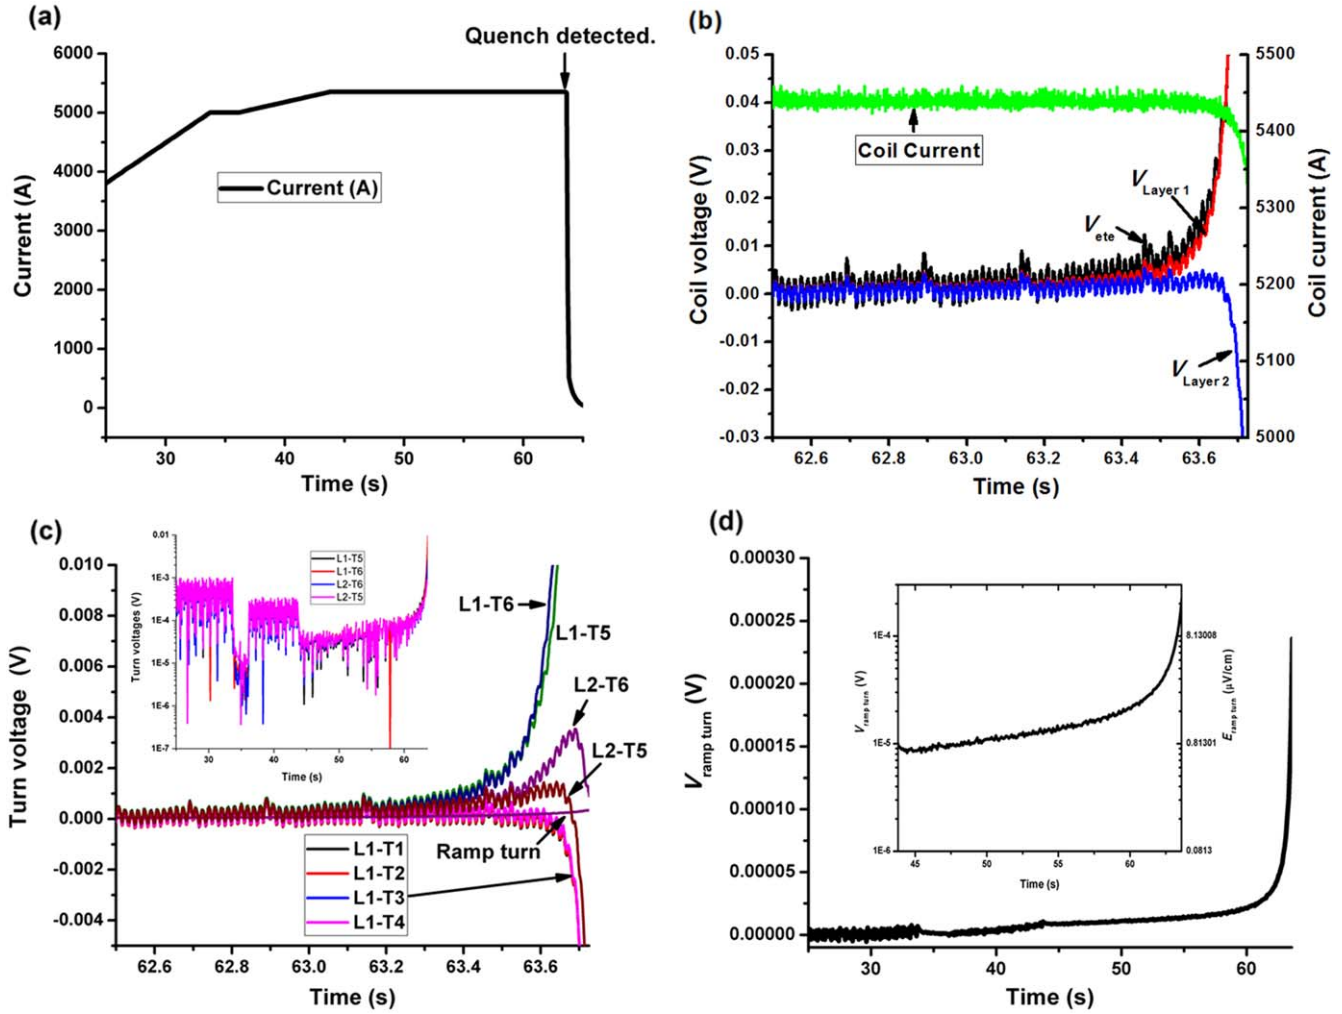 (a)
Quench detected.
6000
5000
4000
3000
2000
1000
0
Current (A)
Current (A)
30
40
50
60
Time (s)
(b)
0.05
0.04
0.03
0.02
0.01
0.00
-0.01
-0.02
-0.03
Coil voltage (V)
Coil Current
V Layer 1
V ete
V Layer 2
5500
5400
5300
5200
5100
5000
Coil current (A)
62.6
62.8
63.0
63.2
63.4
63.6
Time (s)
(c)
0.010
0.008
0.006
0.004
0.002
0.000
-0.002
-0.004
Turn voltage (V)
0.01
1E-3
1E-4
1E-5
1E-6
1E-7
Turn voltages (V)
L1-T5
L1-T6
L2-T6
L2-T5
30
40
50
60
Time (s)
L1-T6
L1-T5
L2-T6
L2-T5
Ramp turn
L1-T1
L1-T2
L1-T3
L1-T4
62.6
62.8
63.0
63.2
63.4
63.6
Time (s)
(d)
0.00030
0.00025
0.00020
0.00015
0.00010
0.00005
0.00000
V ramp turn (V)
1E-4
1E-5
1E-6
V ramp turn (V)
8.13008
0.81301
0.0813
E ramp turn (µV/cm)
45
50
55
60
Time (s)
30
40
50
60
Time (s)